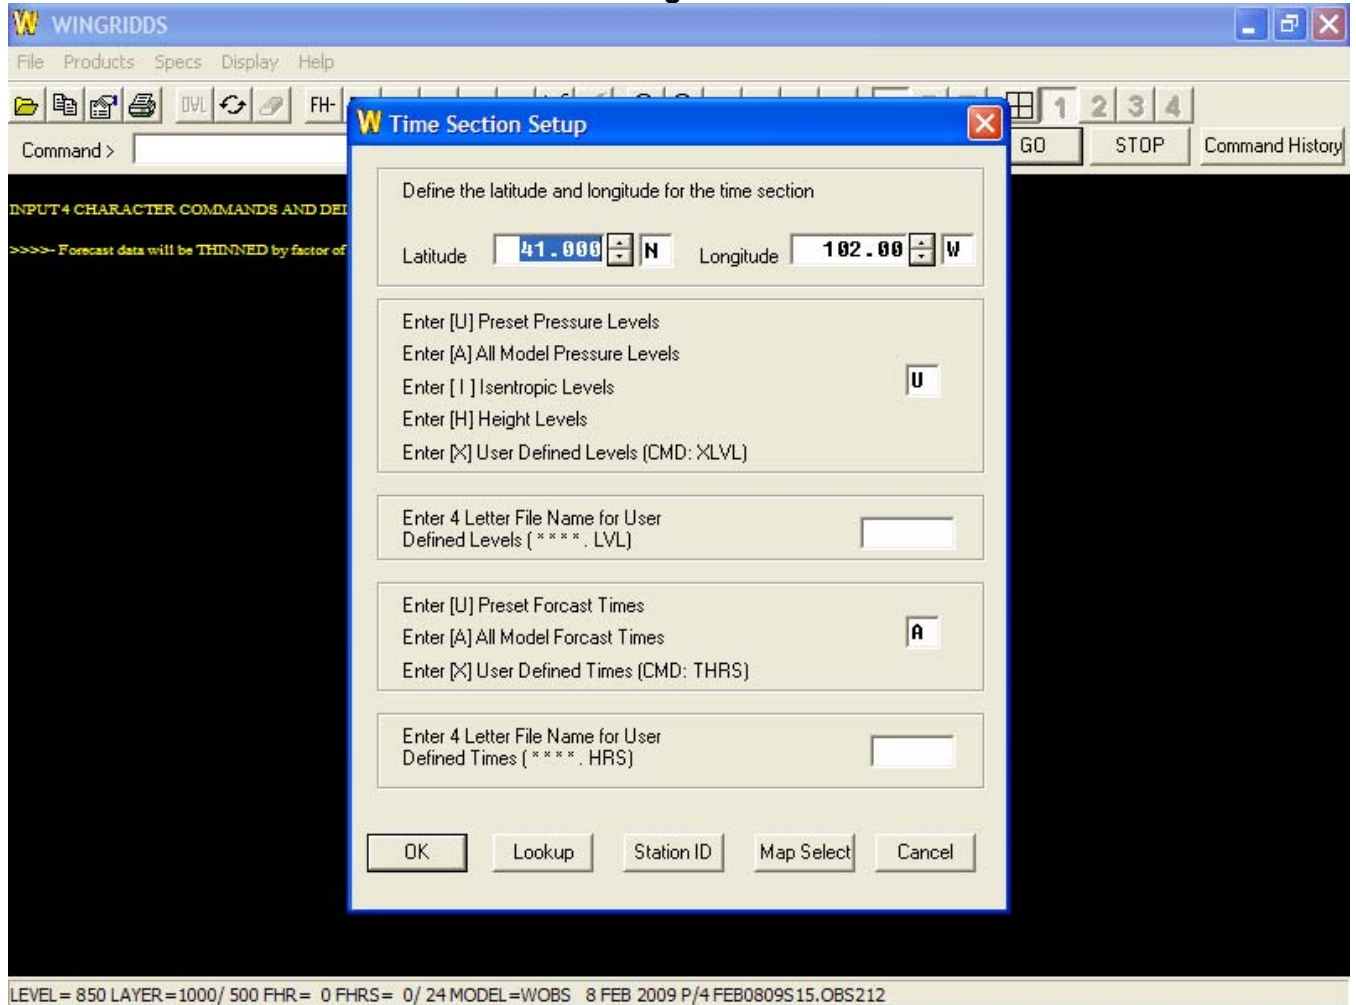 WINGRIDDS
File Products Specs Display Help
OVL FH- 1 2 3 4
Command > GO STOP Command History
Time Section Setup
INPUT 4 CHARACTER COMMANDS AND
>>>>- Forecast data will be THINNED by factor of
Define the latitude and longitude for the time section
Latitude 41.000 N Longitude 102.00 W
Enter [U] Preset Pressure Levels
Enter [A] All Model Pressure Levels
Enter [ I ] Isentropic Levels
U
Enter [H] Height Levels
Enter [X] User Defined Levels (CMD: XLVL)
Enter 4 Letter File Name for User
Defined Levels ( * * * * . LVL)
Enter [U] Preset Forcast Times
Enter [A] All Model Forcast Times
A
Enter [X] User Defined Times (CMD: THRS)
Enter 4 Letter File Name for User
Defined Times ( * * * * . HRS)
OK Lookup Station ID Map Select Cancel
LEVEL= 850 LAYER=1000/ 500 FHR= 0 FHRS= 0/ 24 MODEL=WOBS 8 FEB 2009 P/4 FEB0809S15.OBS212